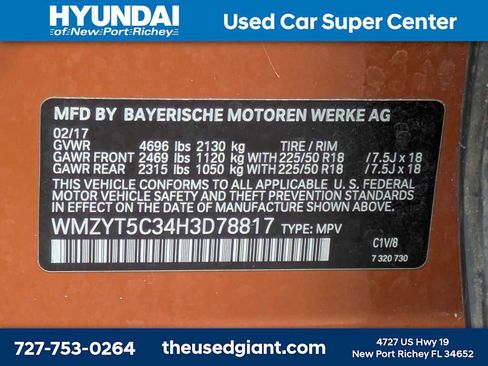 HYUNDAI
of New Port Richey
Used Car Super Center
MFD BY BAYERISCHE MOTOREN WERKE AG
02/17
GVWR 4696 lbs 2130 kg TIRE / RIM
GAWR FRONT 2469 lbs 1120 kg WITH 225/50 R18 /7.5J x 18
GAWR REAR 2315 lbs 1050 kg WITH 225/50 R18 /7.5J x 18
THIS VEHICLE CONFORMS TO ALL APPLICABLE U.S. FEDERAL
MOTOR VEHICLE SAFETY AND THEFT PREVENTION STANDARDS
IN EFFECT ON THE DATE OF MANUFACTURE SHOWN ABOVE.
WMZYT5C34H3D78817 TYPE: MPV
C1V/8
7 320 730
727-753-0264
theusedgiant.com
4727 US Hwy 19
New Port Richey FL 34652